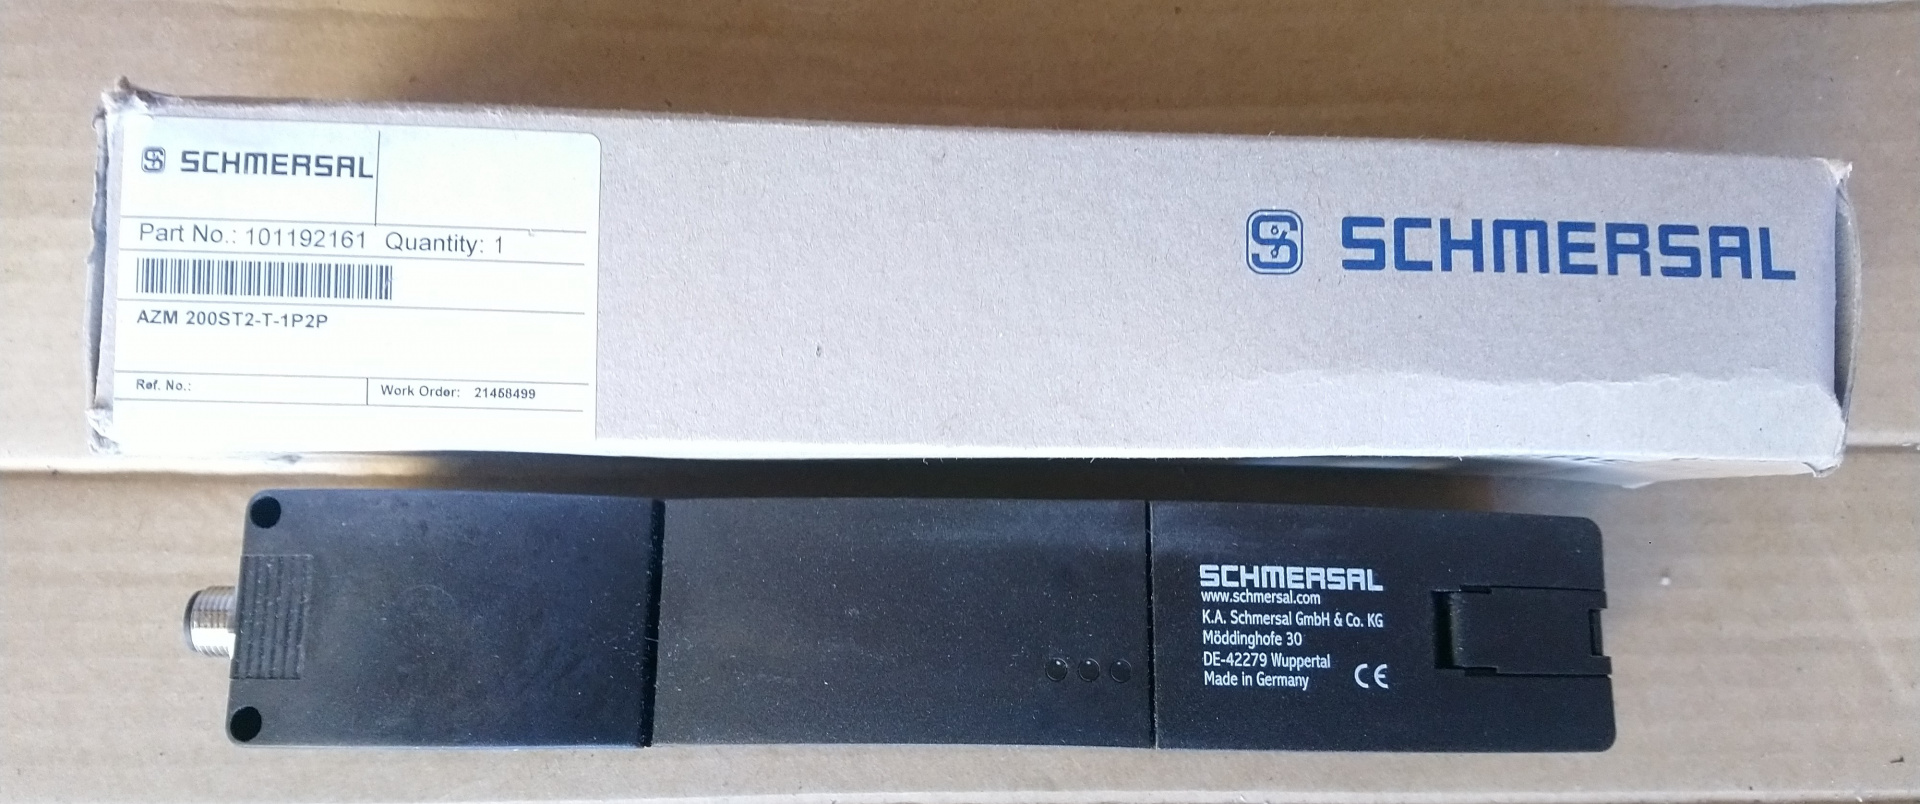 SCHMERSAL
Part No.: 101192161 Quantity: 1
AZM 200ST2-T-1P2P
Ref. No.:
Work Order: 21458499
SCHMERSAL
SCHMERSAL
www.schmersal.com
K.A. Schmersal GmbH & Co. KG
Möddinghofe 30
DE-42279 Wuppertal
Made in Germany CE